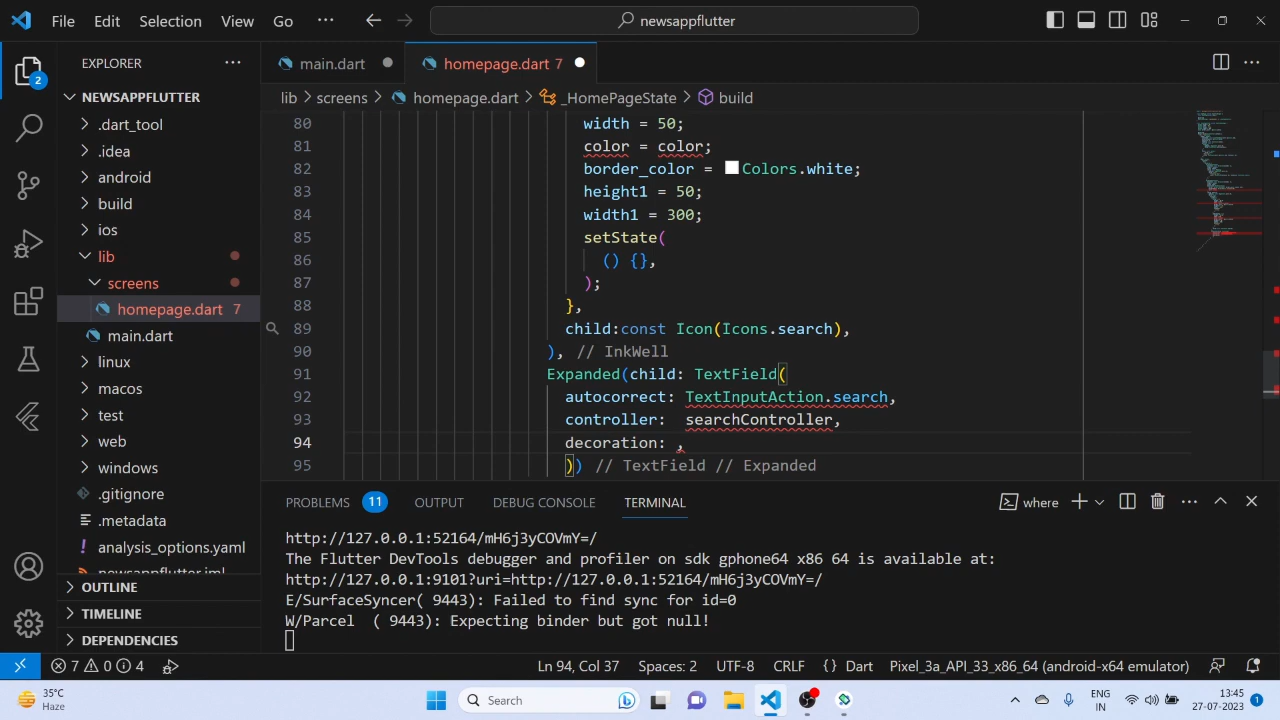 File Edit Selection View Go ··· newsappflutter
EXPLORER ···
NEWSAPPFLUTTER
.dart_tool
.idea
android
build
ios
lib
screens
homepage.dart 7
main.dart
linux
macos
test
web
windows
.gitignore
.metadata
analysis_options.yaml
newsappflutter.iml
OUTLINE
TIMELINE
DEPENDENCIES
2
main.dart homepage.dart 7
lib > screens > homepage.dart > _HomePageState > build
80 width = 50;
81 color = color;
82 border_color = Colors.white;
83 height1 = 50;
84 width1 = 300;
85 setState(
86 () {},
87 );
88 },
89 child:const Icon(Icons.search),
90 ), // InkWell
91 Expanded(child: TextField(
92 autocorrect: TextInputAction.search,
93 controller:  searchController,
94 decoration: ,
95 )) // TextField // Expanded
PROBLEMS 11 OUTPUT DEBUG CONSOLE TERMINAL where
http://127.0.0.1:52164/mH6j3yCOVmY=/
The Flutter DevTools debugger and profiler on sdk gphone64 x86 64 is available at:
http://127.0.0.1:9101?uri=http://127.0.0.1:52164/mH6j3yCOVmY=/
E/SurfaceSyncer( 9443): Failed to find sync for id=0
W/Parcel  ( 9443): Expecting binder but got null!
7 0 4 Ln 94, Col 37 Spaces: 2 UTF-8 CRLF {} Dart Pixel_3a_API_33_x86_64 (android-x64 emulator)
35°C
Haze
Search
ENG
IN
13:45
27-07-2023
1